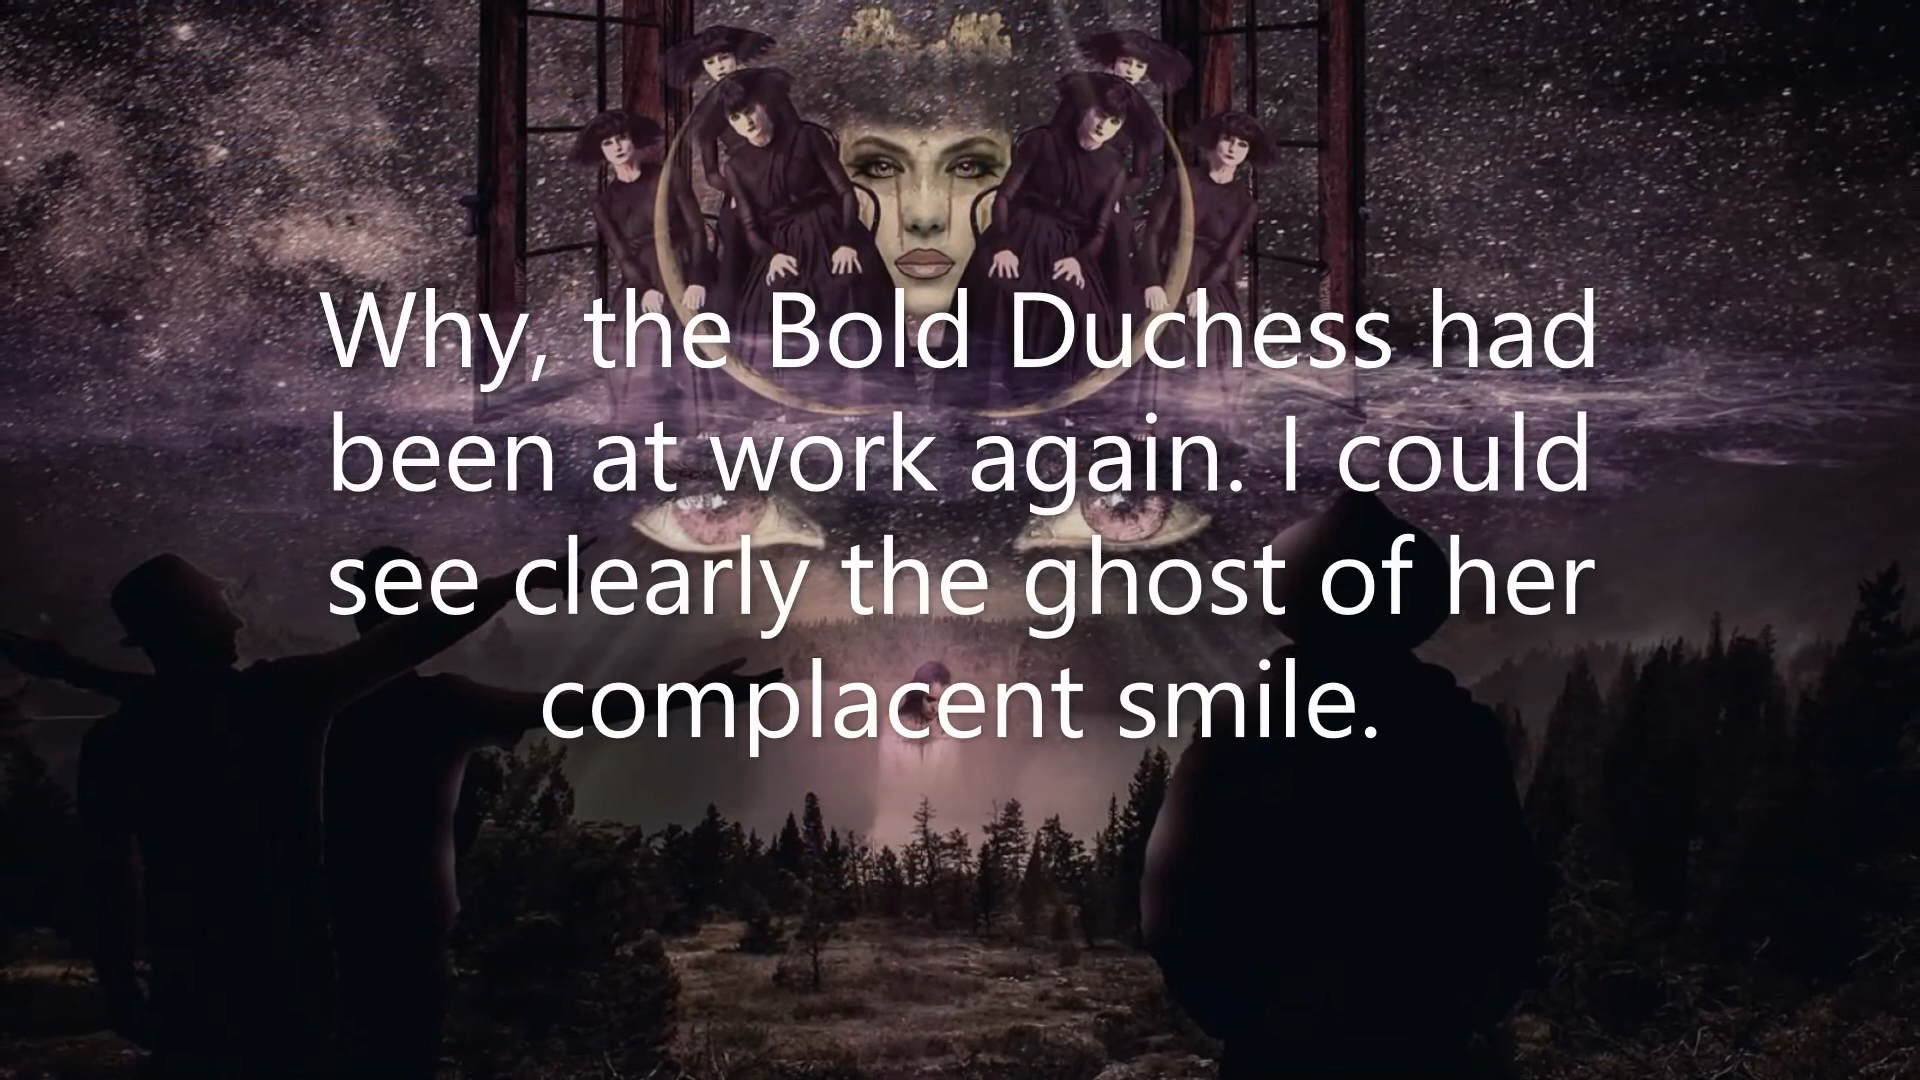 Why, the Bold Duchess had
been at work again. I could
see clearly the ghost of her
complacent smile.